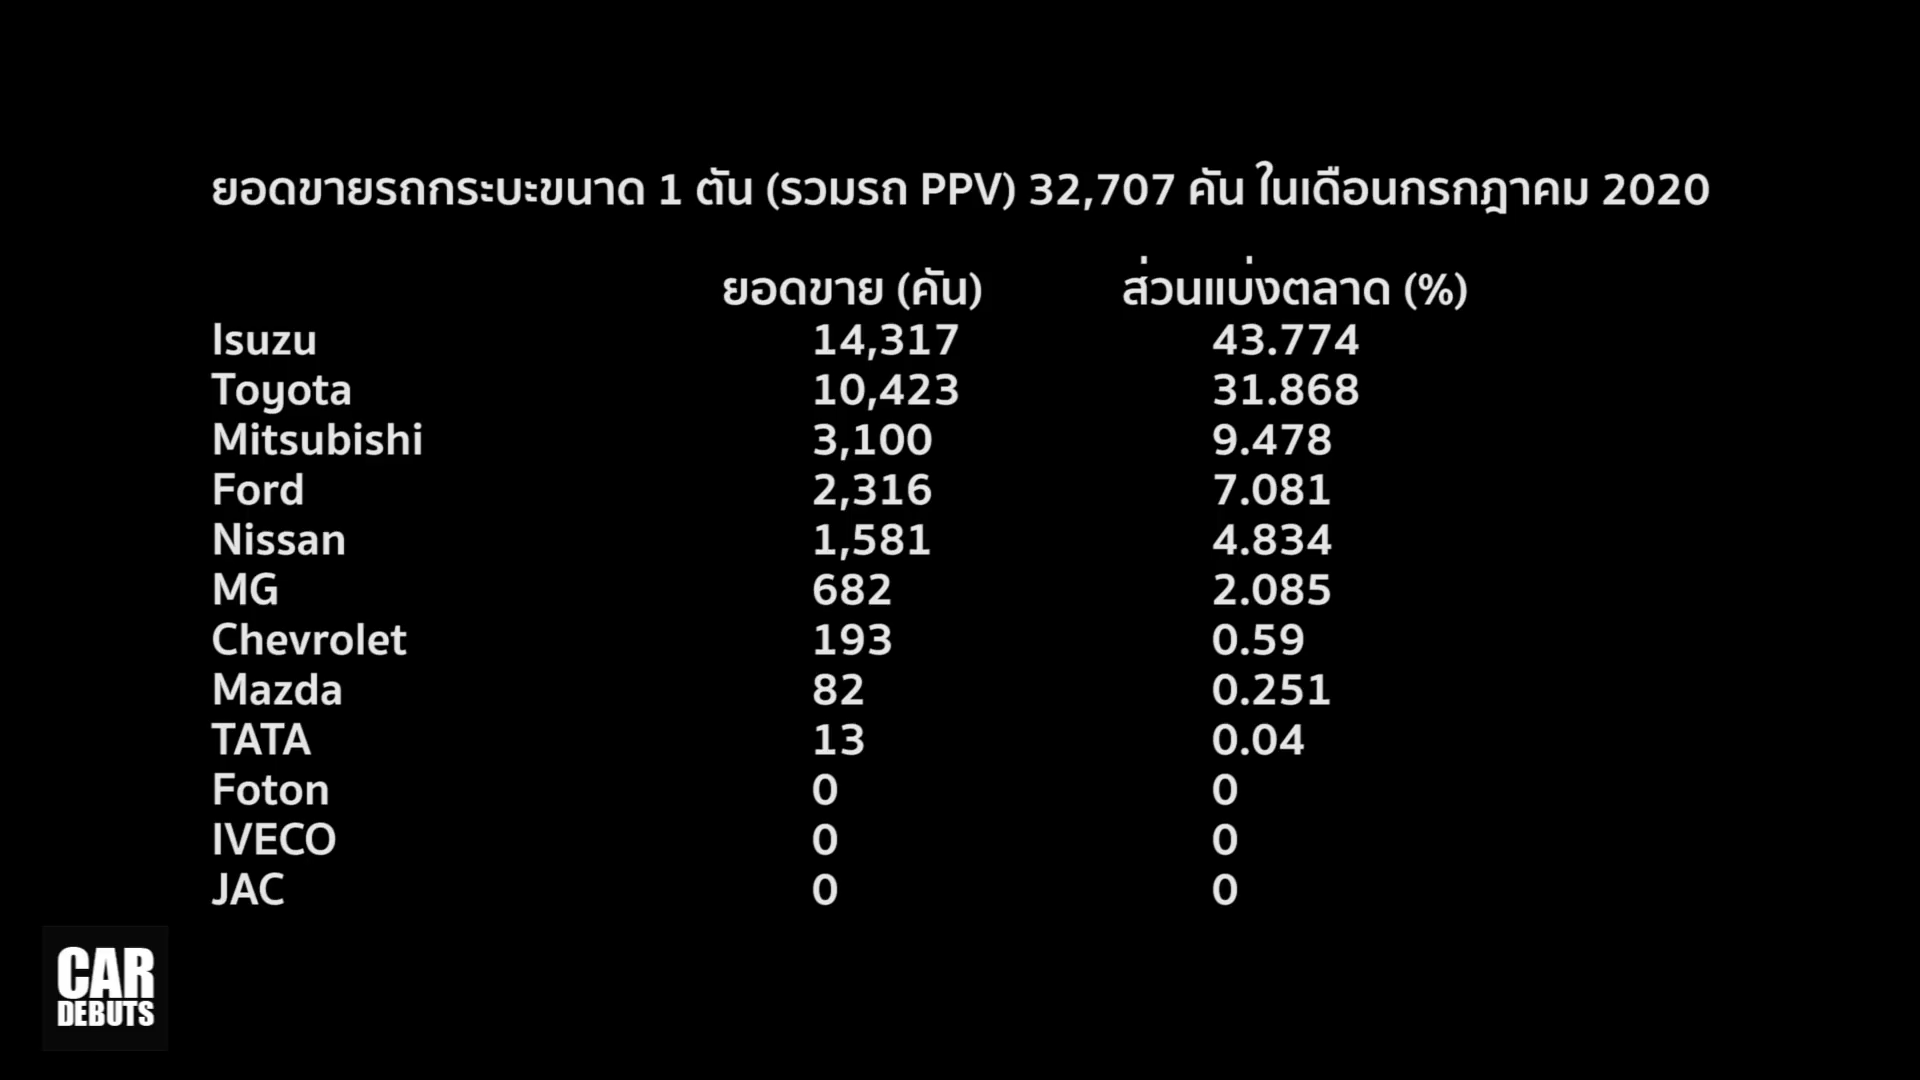 ยอดขายรถกระบะขนาด 1 ตัน (รวมรถ PPV) 32,707 คัน ในเดือนกรกฎาคม 2020
ยอดขาย (คัน) ส่วนแบ่งตลาด (%)
Isuzu 14,317 43.774
Toyota 10,423 31.868
Mitsubishi 3,100 9.478
Ford 2,316 7.081
Nissan 1,581 4.834
MG 682 2.085
Chevrolet 193 0.59
Mazda 82 0.251
TATA 13 0.04
Foton 0 0
IVECO 0 0
JAC 0 0
CAR
DEBUTS